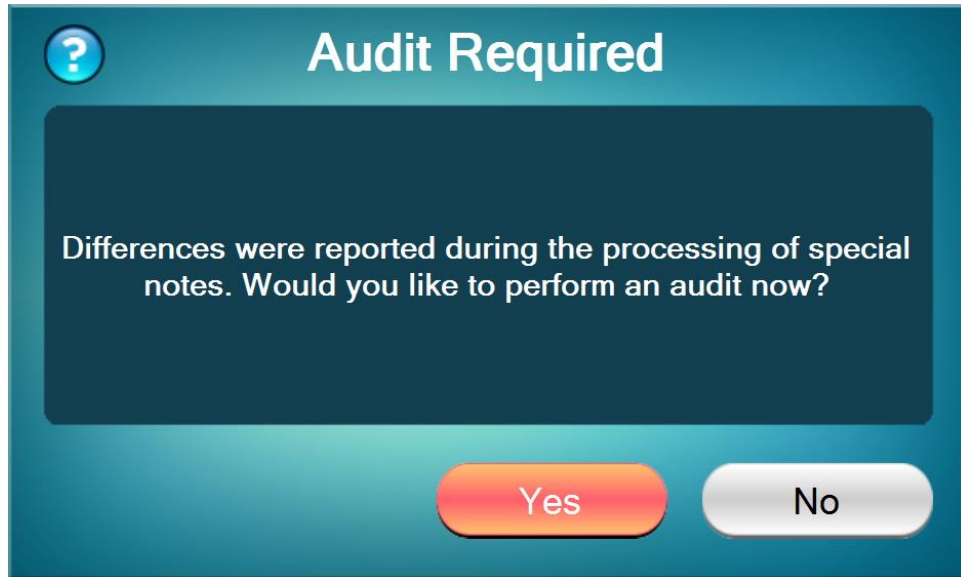 ?
Audit Required
Differences were reported during the processing of special
notes. Would you like to perform an audit now?
Yes
No